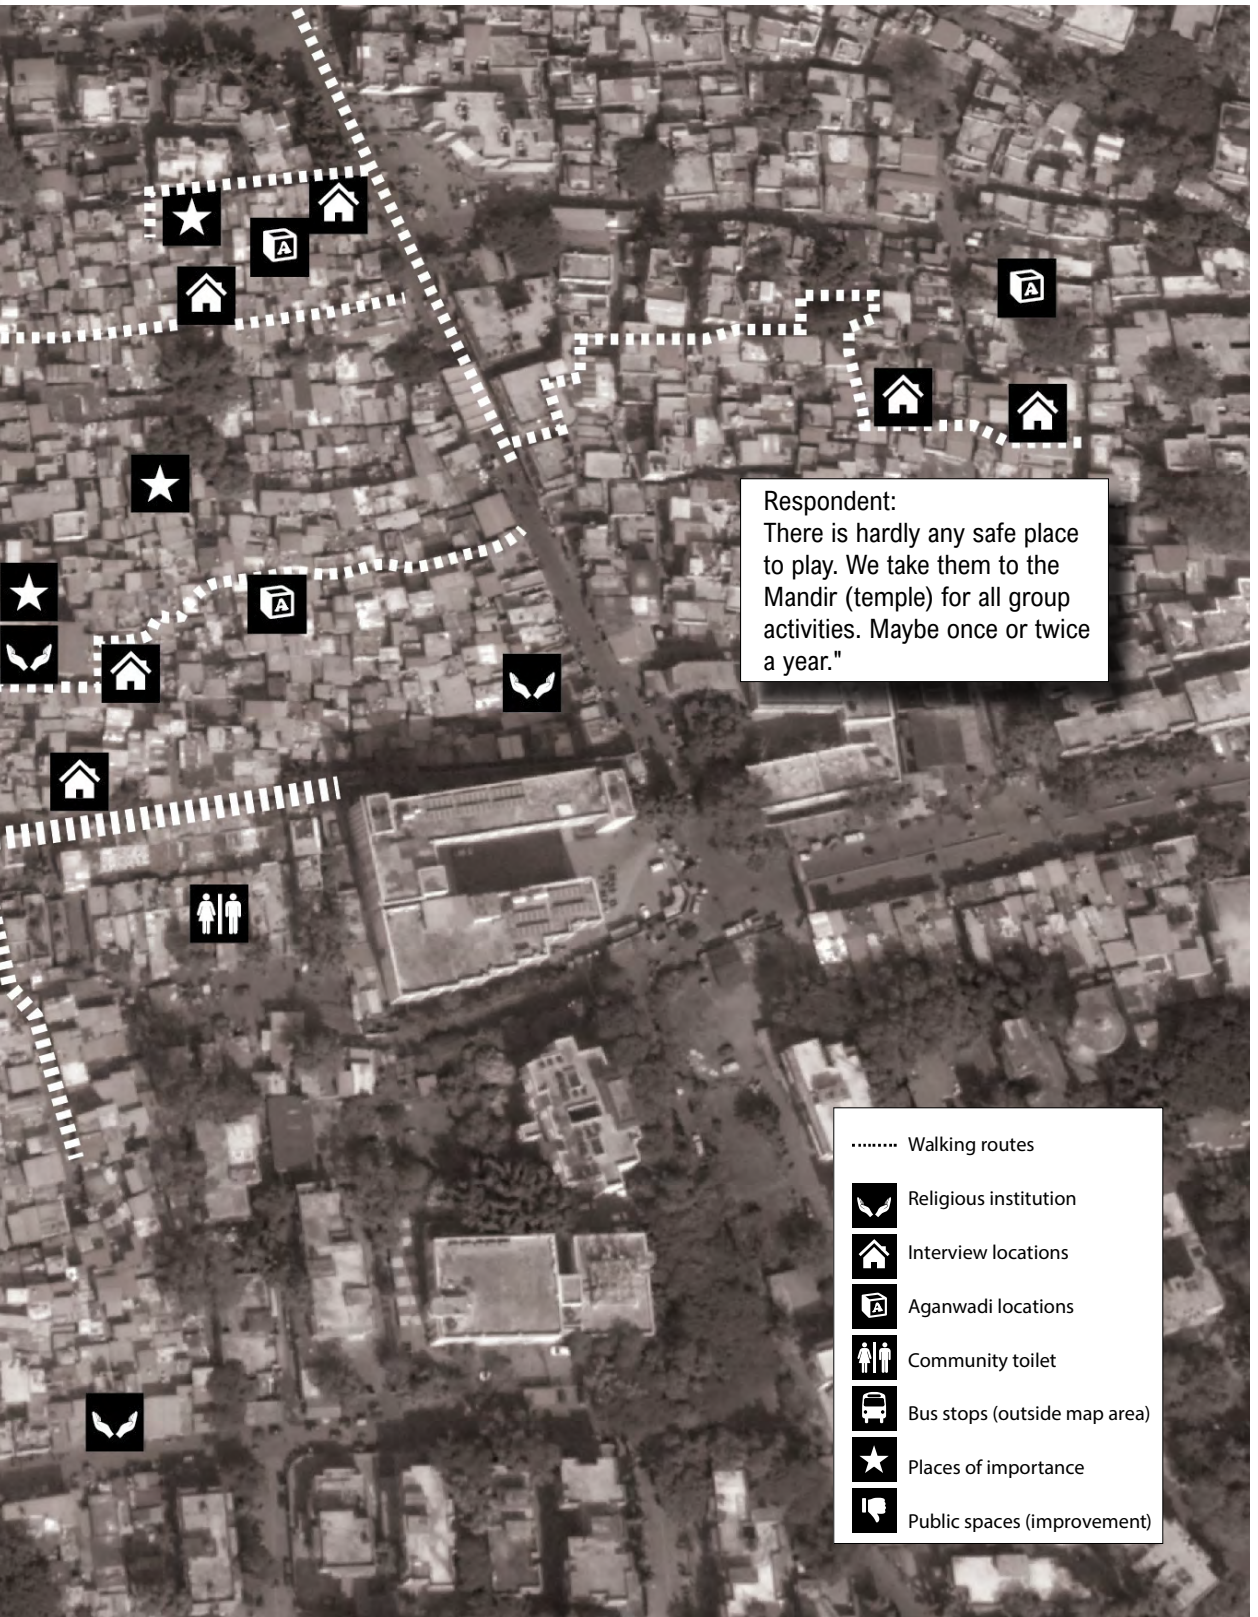 Respondent:
There is hardly any safe place
to play. We take them to the
Mandir (temple) for all group
activities. Maybe once or twice
a year."
Walking routes
Religious institution
Interview locations
Aganwadi locations
Community toilet
Bus stops (outside map area)
Places of importance
Public spaces (improvement)